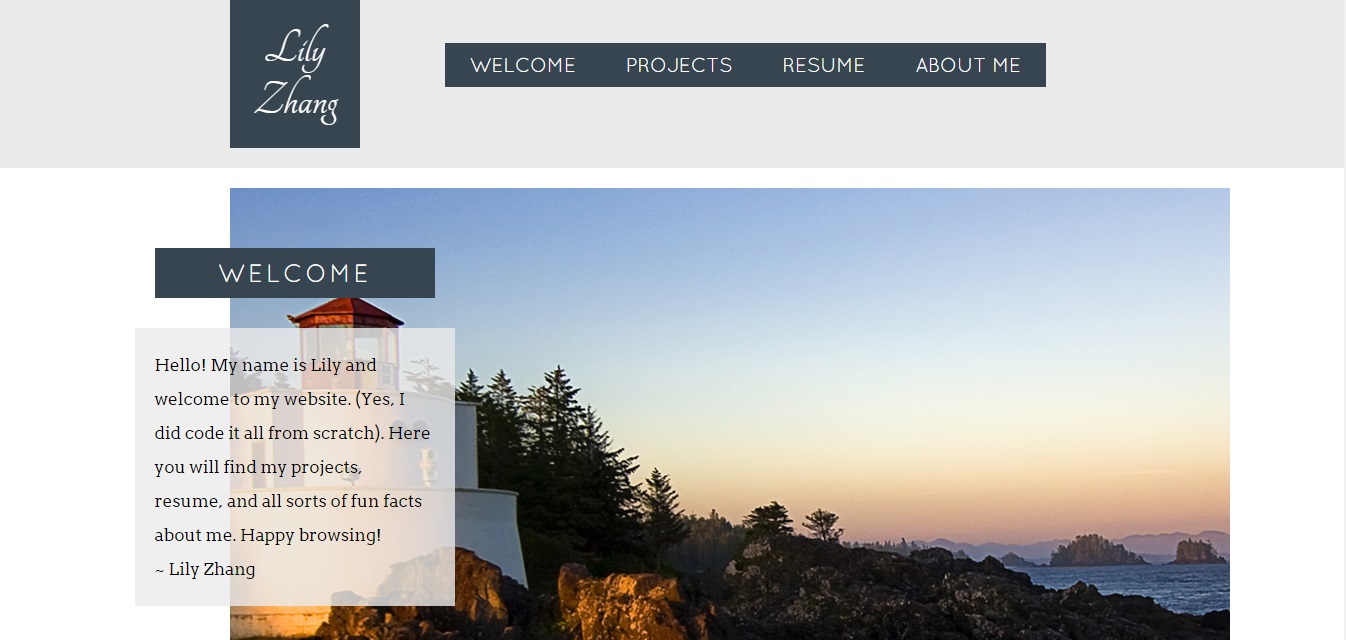 Lily
Zhang
WELCOME PROJECTS RESUME ABOUT ME
WELCOME
Hello! My name is Lily and
welcome to my website. (Yes, I
did code it all from scratch). Here
you will find my projects,
resume, and all sorts of fun facts
about me. Happy browsing!
~ Lily Zhang